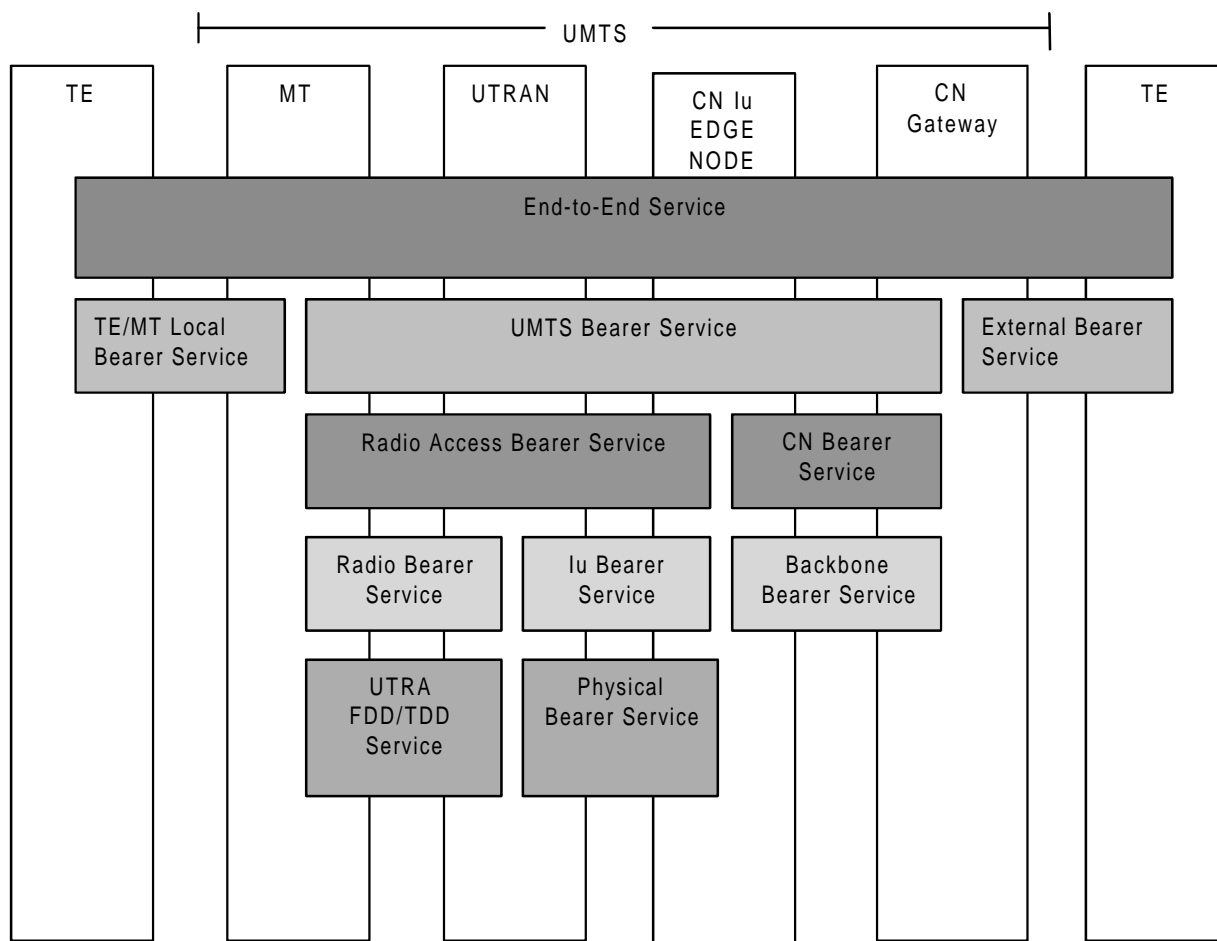 UMTS
TE
MT
UTRAN
CN Iu
EDGE
NODE
CN
Gateway
TE
End-to-End Service
TE/MT Local
Bearer Service
UMTS Bearer Service
External Bearer
Service
Radio Access Bearer Service
CN Bearer
Service
Radio Bearer
Service
Iu Bearer
Service
Backbone
Bearer Service
UTRA
FDD/TDD
Service
Physical
Bearer Service